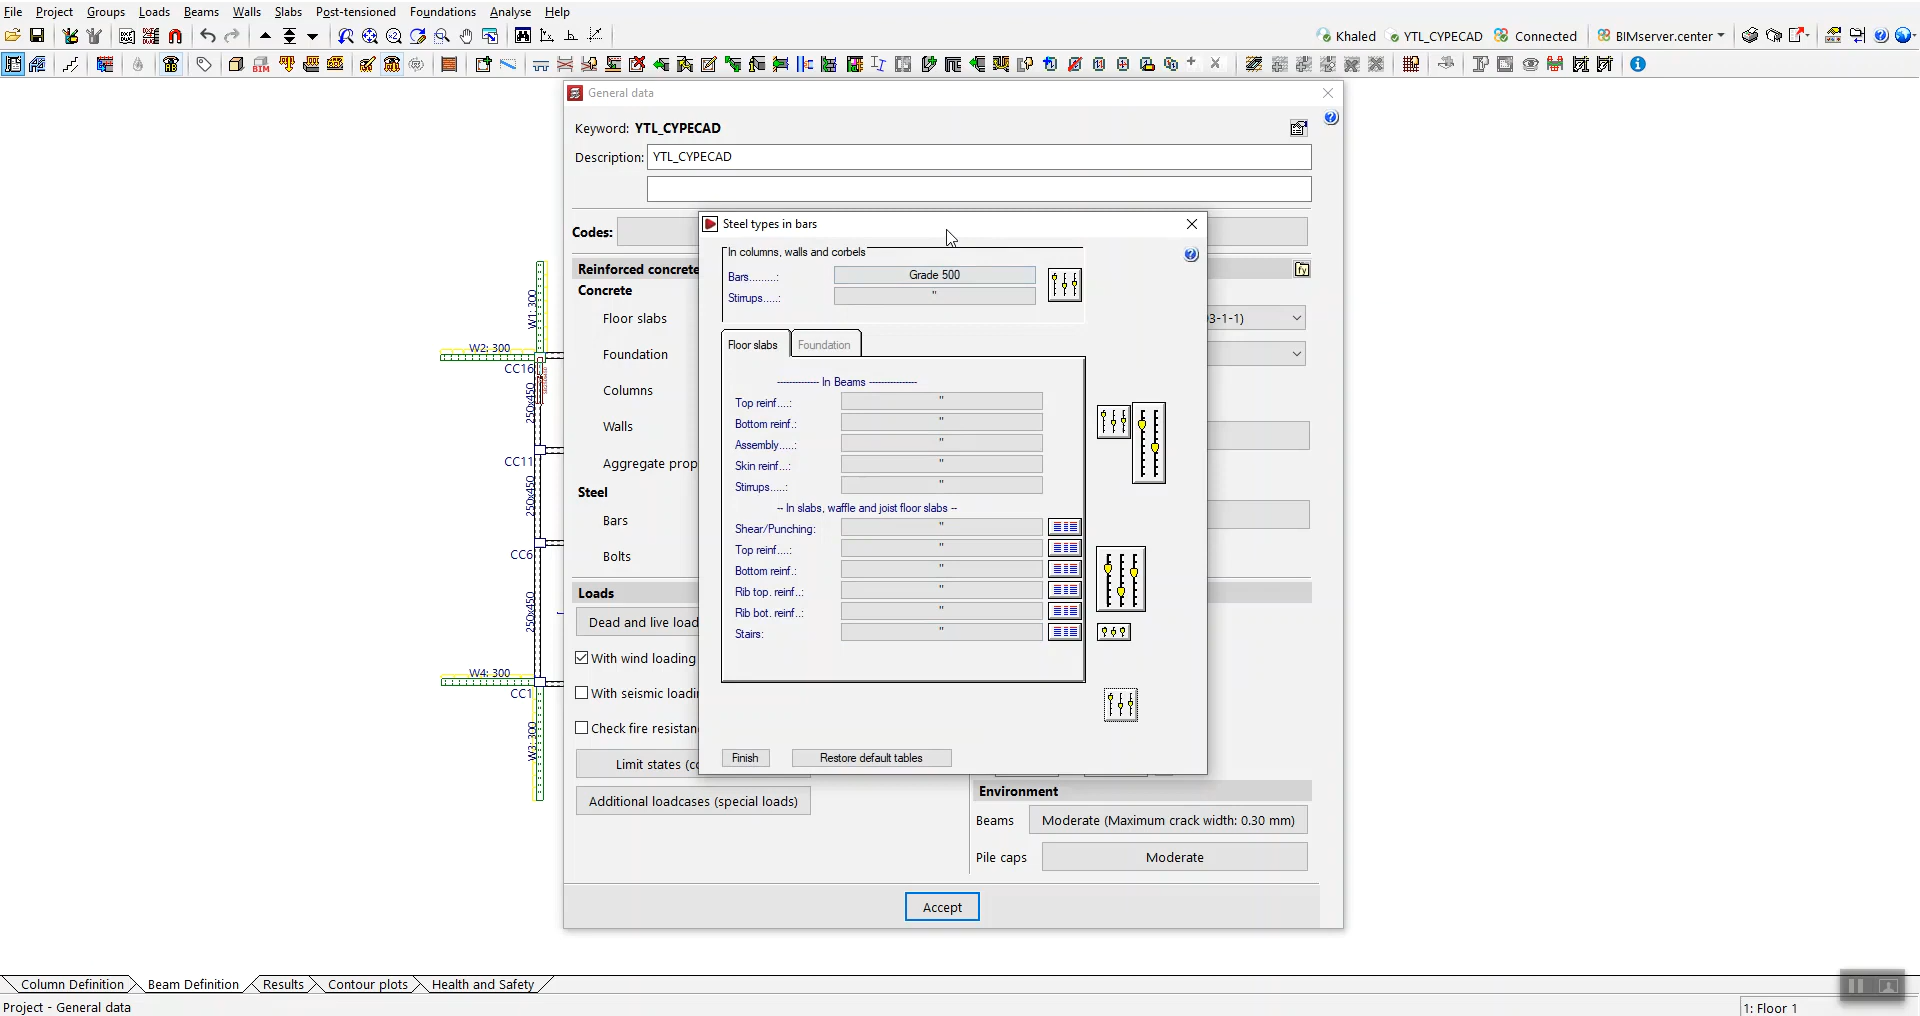 File Project Groups Loads Beams Walls Slabs Post-tensioned Foundations Analyse Help
Khaled YTL_CYPECAD Connected BIMserver.center
General data
Keyword: YTL_CYPECAD
Description: YTL_CYPECAD
Codes:
Steel types in bars
In columns, walls and corbels
Bars.........: Grade 500
Stirrups.....: "
Floor slabs Foundation
-------------- In Beams ----------------
Top reinf....: "
Bottom reinf.: "
Assembly.....: "
Skin reinf...: "
Stirrups.....: "
-- In slabs, waffle and joist floor slabs --
Shear/Punching: "
Top reinf....: "
Bottom reinf.: "
Rib top. reinf..: "
Rib bot. reinf..: "
Stairs: "
Finish Restore default tables
Reinforced concrete
Concrete
Floor slabs 3-1-1)
Foundation
Columns
Walls
Aggregate prop
Steel
Bars
Bolts
Loads
Dead and live load
With wind loading
With seismic loadin
Check fire resistan
Limit states (co
Additional loadcases (special loads)
Environment
Beams Moderate (Maximum crack width: 0.30 mm)
Pile caps Moderate
Accept
W1: 300
W2: 300
CC16
250x450
CC11
250x450
CC6
250x450
W4: 300
CC1
W3: 300
Column Definition Beam Definition Results Contour plots Health and Safety
Project - General data 1: Floor 1